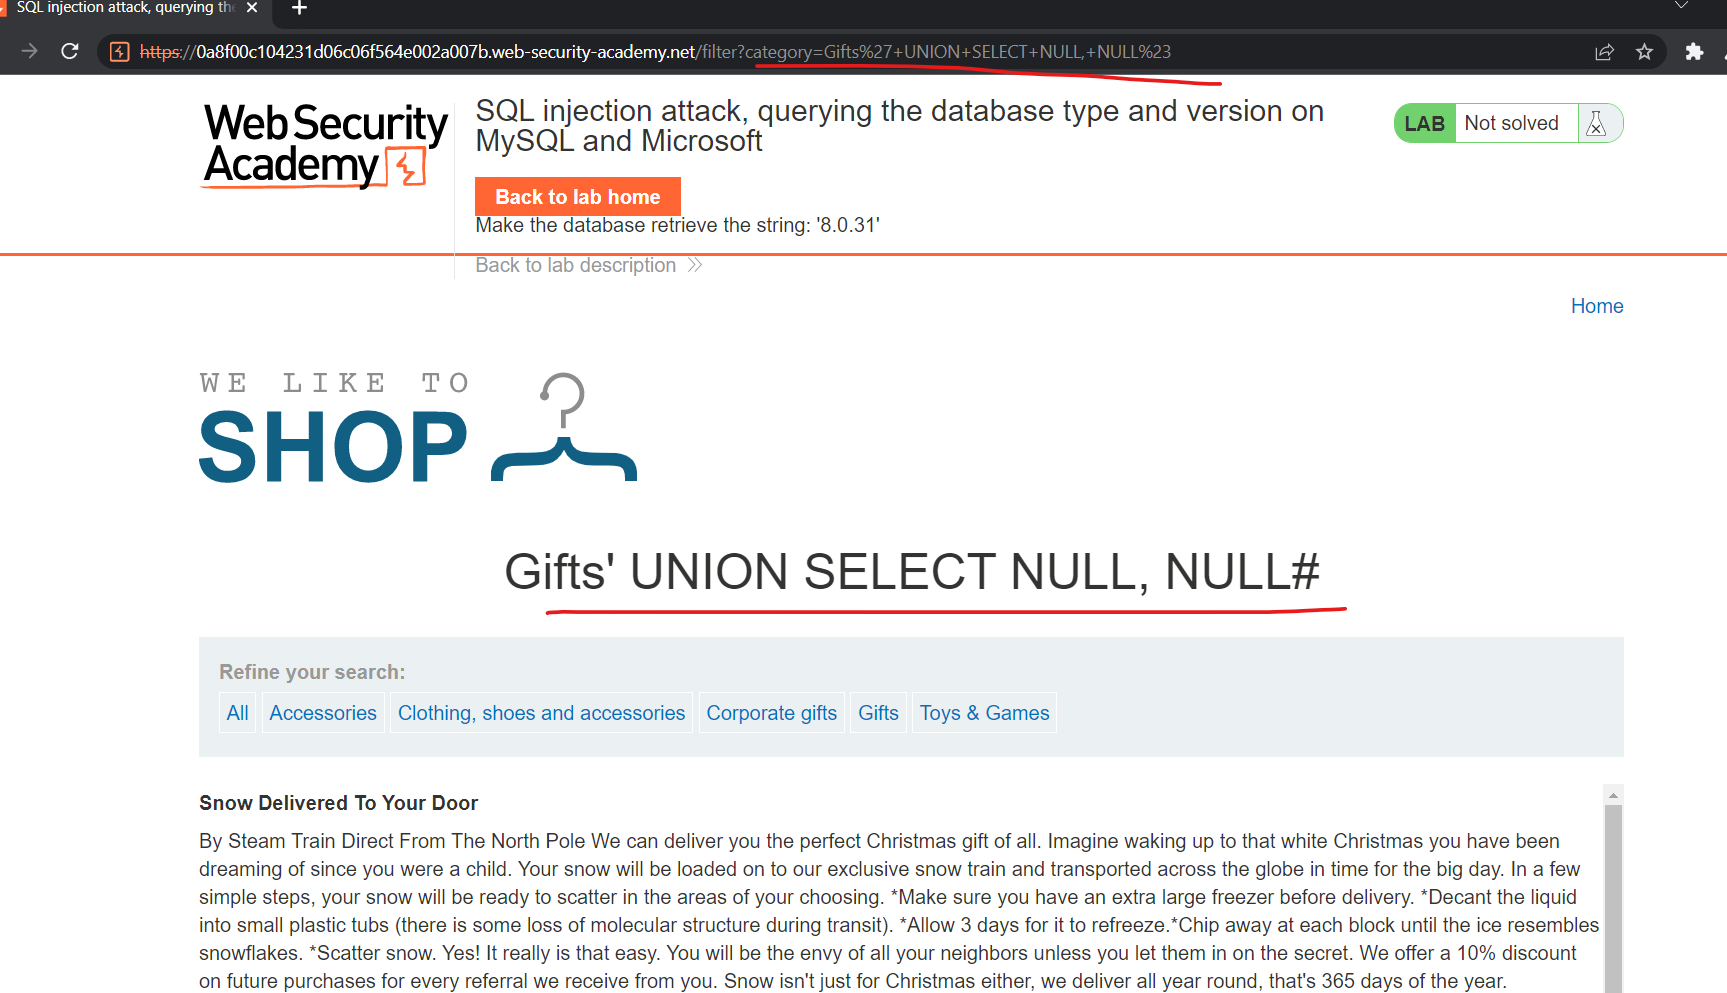 SQL injection attack, querying the
https://0a8f00c104231d06c06f564e002a007b.web-security-academy.net/filter?category=Gifts%27+UNION+SELECT+NULL,+NULL%23
Web Security
Academy
SQL injection attack, querying the database type and version on
MySQL and Microsoft
LAB Not solved
Back to lab home
Make the database retrieve the string: '8.0.31'
Back to lab description
Home
WE LIKE TO
SHOP
Gifts' UNION SELECT NULL, NULL#
Refine your search:
All Accessories Clothing, shoes and accessories Corporate gifts Gifts Toys & Games
Snow Delivered To Your Door
By Steam Train Direct From The North Pole We can deliver you the perfect Christmas gift of all. Imagine waking up to that white Christmas you have been
dreaming of since you were a child. Your snow will be loaded on to our exclusive snow train and transported across the globe in time for the big day. In a few
simple steps, your snow will be ready to scatter in the areas of your choosing. *Make sure you have an extra large freezer before delivery. *Decant the liquid
into small plastic tubs (there is some loss of molecular structure during transit). *Allow 3 days for it to refreeze.*Chip away at each block until the ice resembles
snowflakes. *Scatter snow. Yes! It really is that easy. You will be the envy of all your neighbors unless you let them in on the secret. We offer a 10% discount
on future purchases for every referral we receive from you. Snow isn't just for Christmas either, we deliver all year round, that's 365 days of the year.